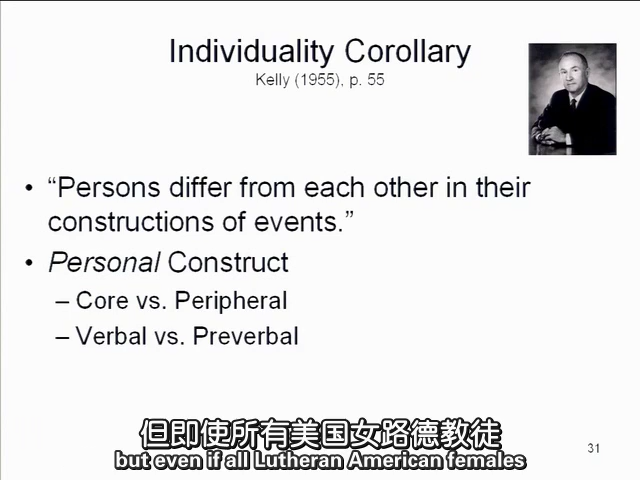 Individuality Corollary
Kelly (1955), p. 55
• “Persons differ from each other in their
constructions of events.”
• Personal Construct
– Core vs. Peripheral
– Verbal vs. Preverbal
但即使所有美国女路德教徒
but even if all Lutheran American females
31